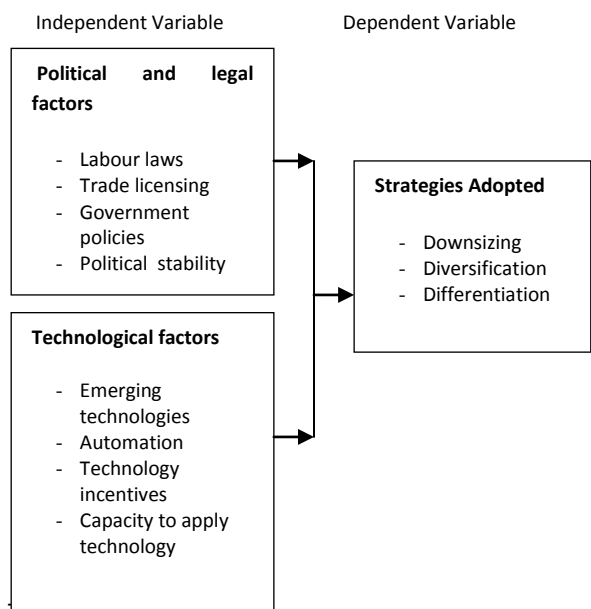 Independent Variable
Dependent Variable
Political and legal
factors
- Labour laws
- Trade licensing
- Government
policies
- Political stability
Strategies Adopted
- Downsizing
- Diversification
- Differentiation
Technological factors
- Emerging
technologies
- Automation
- Technology
incentives
- Capacity to apply
technology